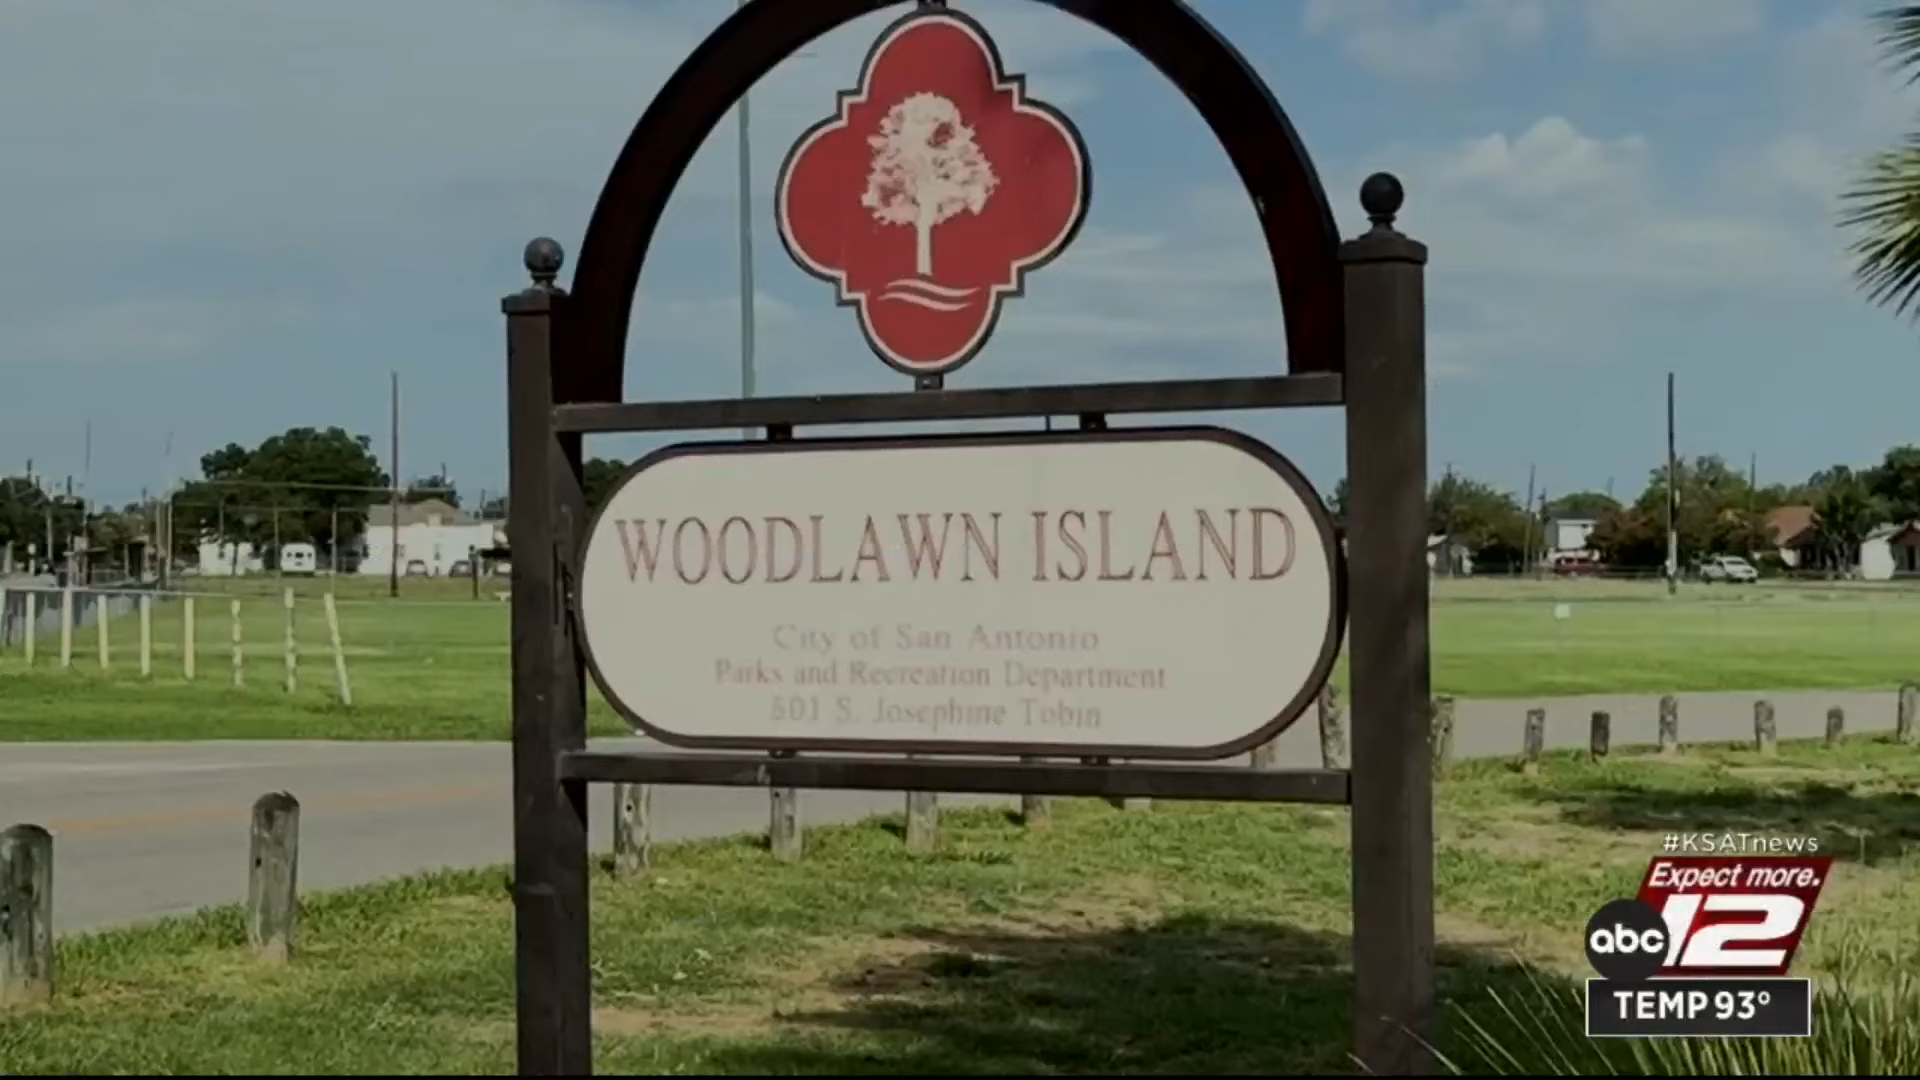 WOODLAWN ISLAND
City of San Antonio
Parks and Recreation Department
501 S. Josephine Tobin
#KSATnews
Expect more.
abc 12
TEMP 93°